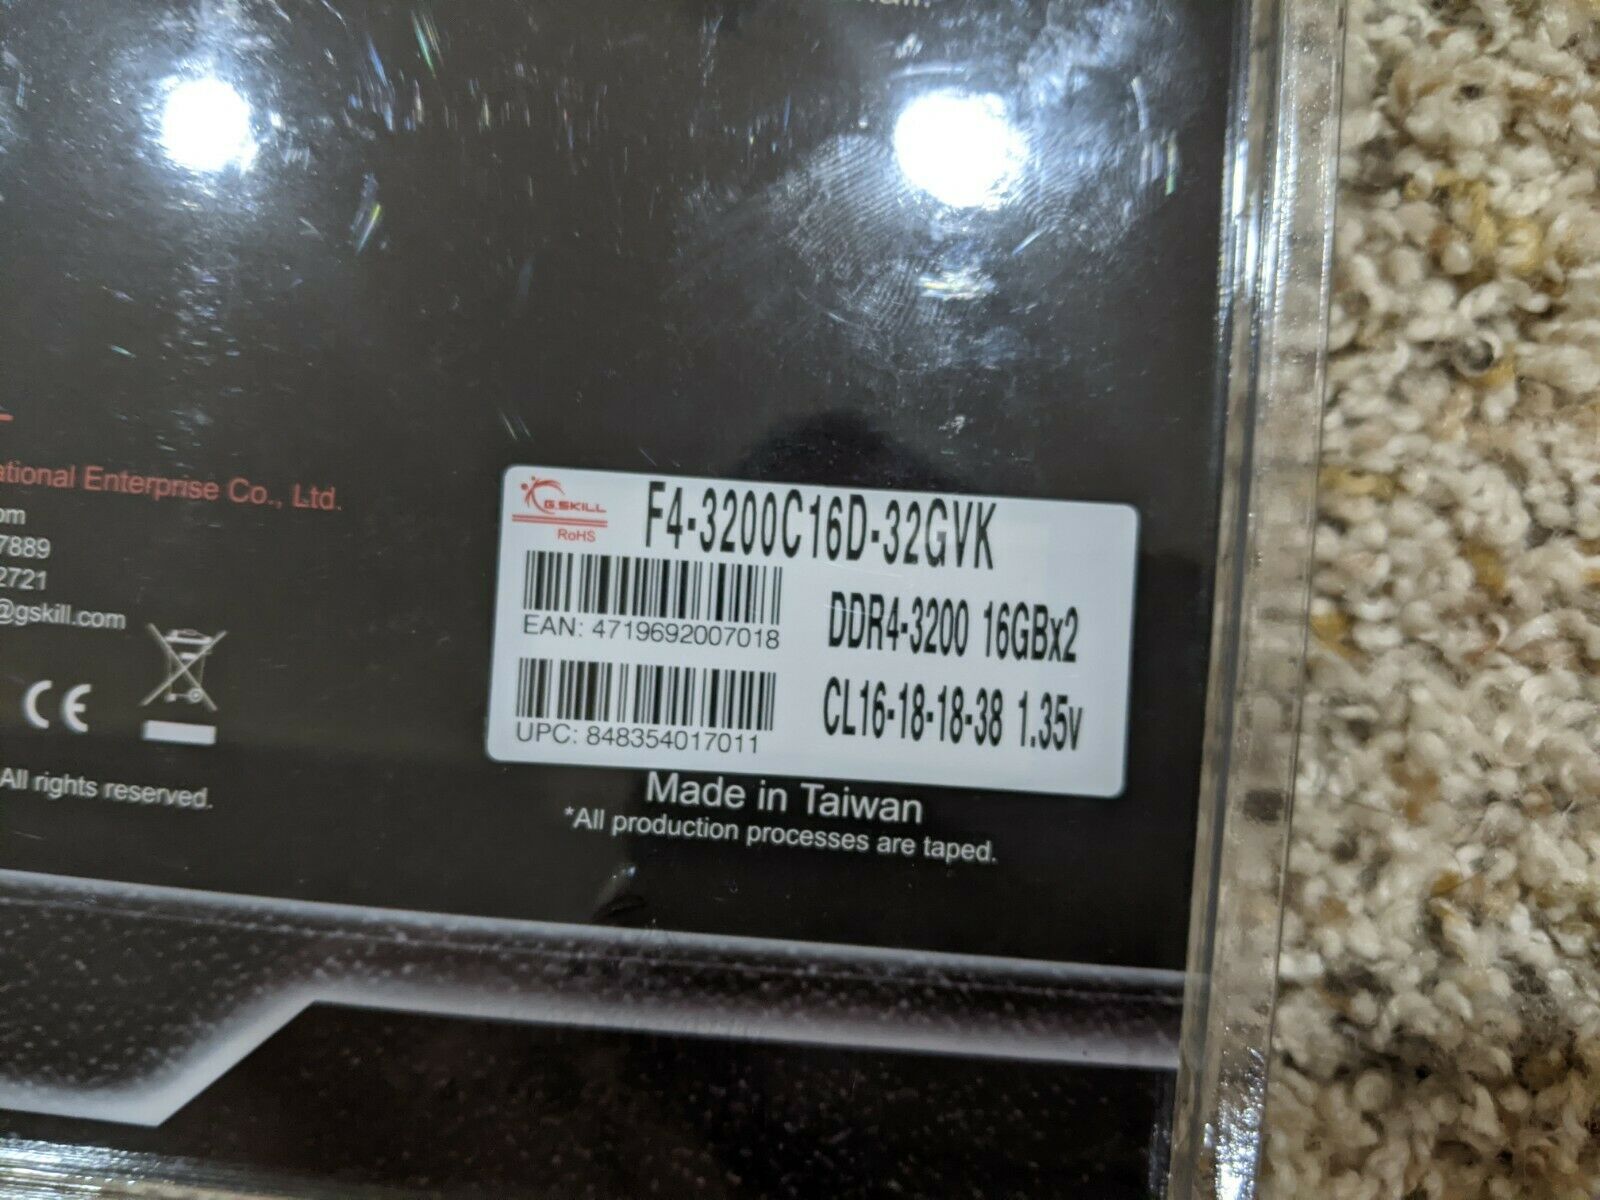 ational Enterprise Co., Ltd.
om
7889
2721
@gskill.com
CE
All rights reserved.
G.SKILL
RoHS
F4-3200C16D-32GVK
EAN: 4719692007018
DDR4-3200 16GBx2
UPC: 848354017011
CL16-18-18-38 1.35v
Made in Taiwan
*All production processes are taped.